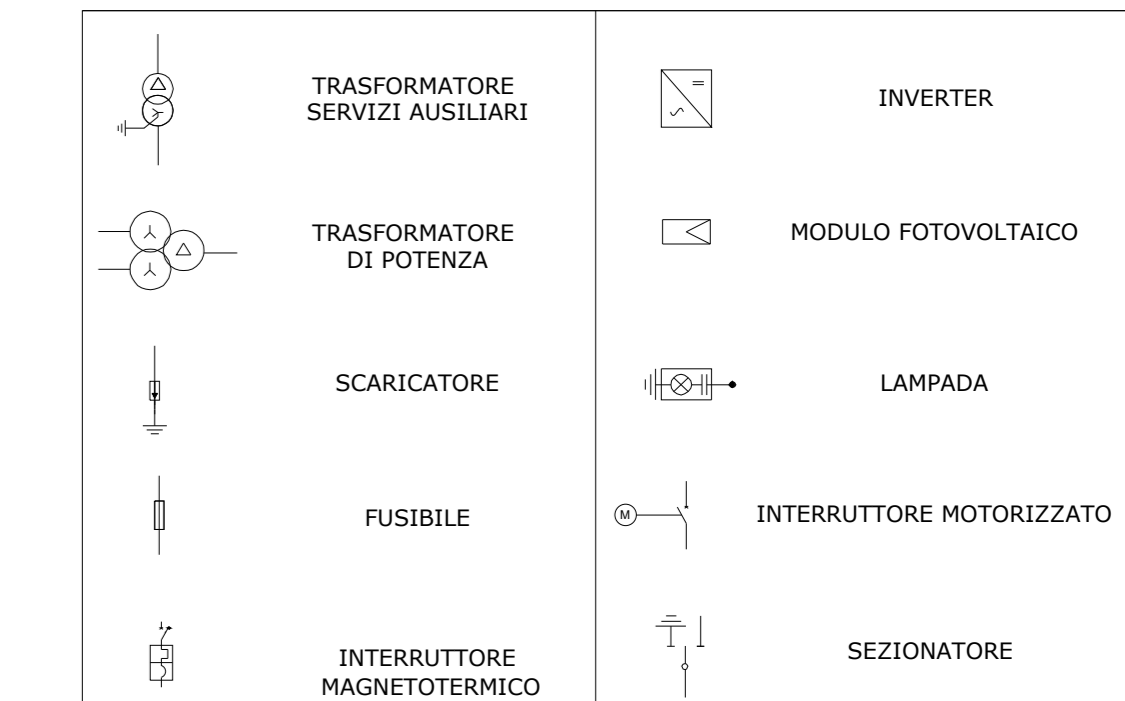 TRASFORMATORE
SERVIZI AUSILIARI
INVERTER
TRASFORMATORE
DI POTENZA
MODULO FOTOVOLTAICO
SCARICATORE
LAMPADA
FUSIBILE
M
INTERRUTTORE MOTORIZZATO
INTERRUTTORE
MAGNETOTERMICO
SEZIONATORE